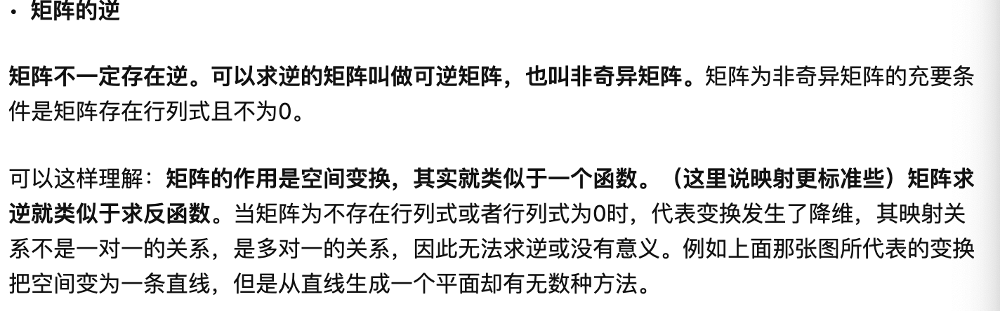 • 矩阵的逆
矩阵不一定存在逆。可以求逆的矩阵叫做可逆矩阵，也叫非奇异矩阵。矩阵为非奇异矩阵的充要条
件是矩阵存在行列式且不为0。
可以这样理解：矩阵的作用是空间变换，其实就类似于一个函数。（这里说映射更标准些）矩阵求
逆就类似于求反函数。当矩阵为不存在行列式或者行列式为0时，代表变换发生了降维，其映射关
系不是一对一的关系，是多对一的关系，因此无法求逆或没有意义。例如上面那张图所代表的变换
把空间变为一条直线，但是从直线生成一个平面却有无数种方法。